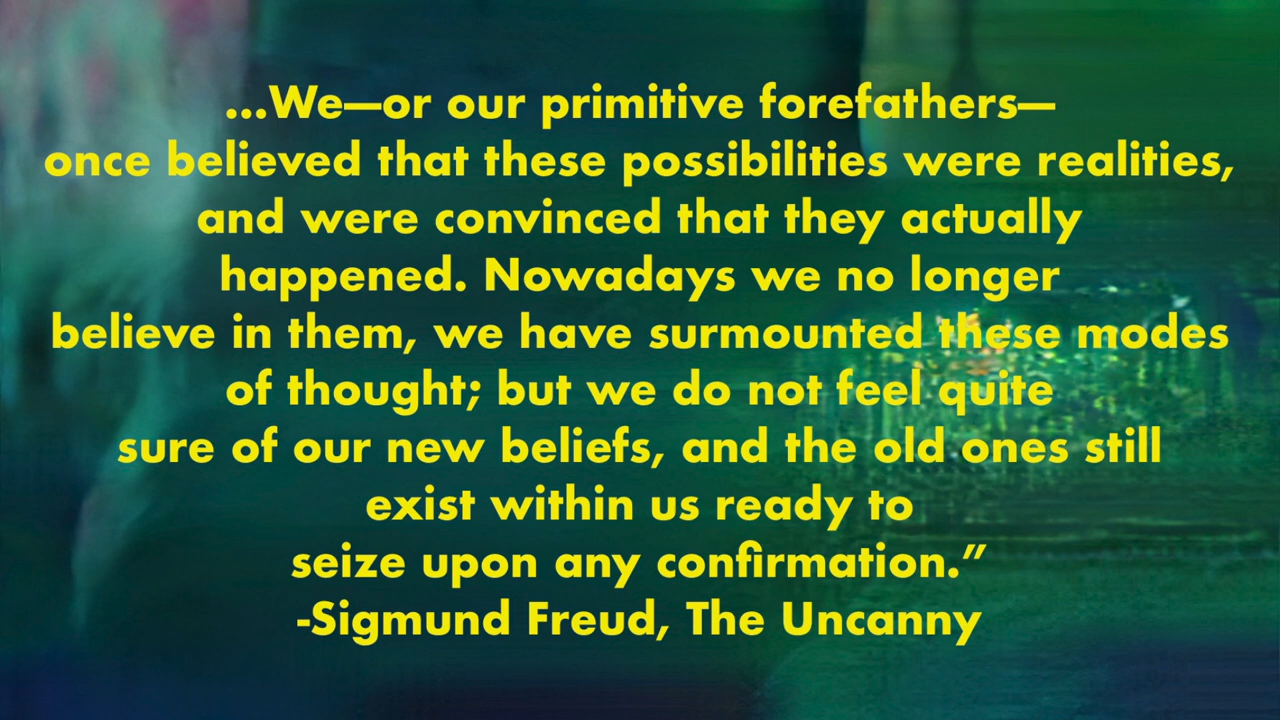 ...We—or our primitive forefathers—
once believed that these possibilities were realities,
and were convinced that they actually
happened. Nowadays we no longer
believe in them, we have surmounted these modes
of thought; but we do not feel quite
sure of our new beliefs, and the old ones still
exist within us ready to
seize upon any confirmation.”
-Sigmund Freud, The Uncanny